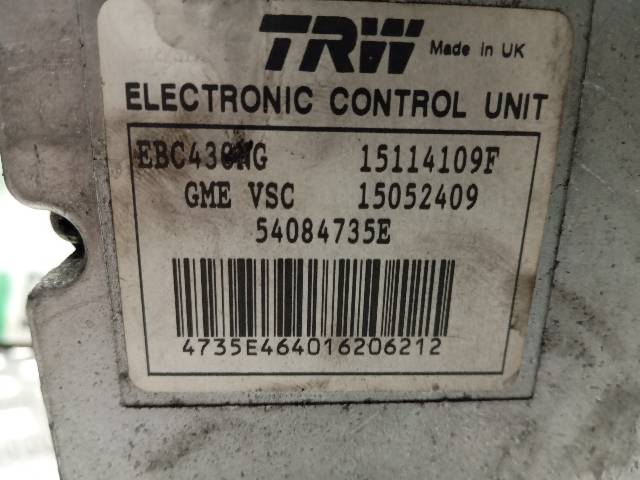 TRW Made in UK
ELECTRONIC CONTROL UNIT
15114109F
GME VSC 15052409
54084735E
4735E464016206212